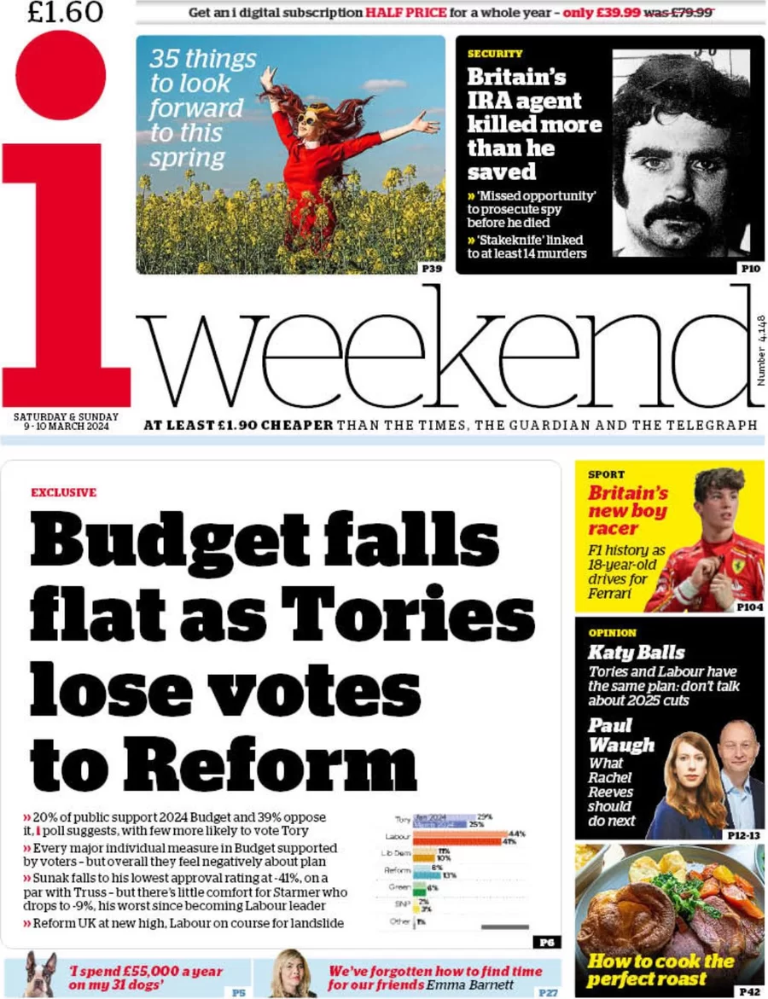 £1.60
Get an i digital subscription HALF PRICE for a whole year – only £39.99 was £79.99
i
35 things
to look
forward
to this
spring
P39
SECURITY
Britain's
IRA agent
killed more
than he
saved
» 'Missed opportunity'
to prosecute spy
before he died
» 'Stakeknife' linked
to at least 14 murders
P10
weekend
Number 4,148
SATURDAY & SUNDAY
9 - 10 MARCH 2024
AT LEAST £1.90 CHEAPER THAN THE TIMES, THE GUARDIAN AND THE TELEGRAPH
EXCLUSIVE
Budget falls
flat as Tories
lose votes
to Reform
» 20% of public support 2024 Budget and 39% oppose
it, i poll suggests, with few more likely to vote Tory
» Every major individual measure in Budget supported
by voters – but overall they feel negatively about plan
» Sunak falls to his lowest approval rating at -41%, on a
par with Truss – but there's little comfort for Starmer who
drops to -9%, his worst since becoming Labour leader
» Reform UK at new high, Labour on course for landslide
Tory Jan 2024 29%
March 2024 25%
Labour 44%
41%
Lib Dem 11%
10%
Reform 8%
13%
Green 6%
SNP 2%
3%
Other 1%
P6
SPORT
Britain's
new boy
racer
F1 history as
18-year-old
drives for
Ferrari
P104
OPINION
Katy Balls
Tories and Labour have
the same plan: don't talk
about 2025 cuts
Paul
Waugh
What
Rachel
Reeves
should
do next
P12-13
How to cook the
perfect roast
P42
'I spend £55,000 a year
on my 31 dogs'
P5
We've forgotten how to find time
for our friends Emma Barnett
P27